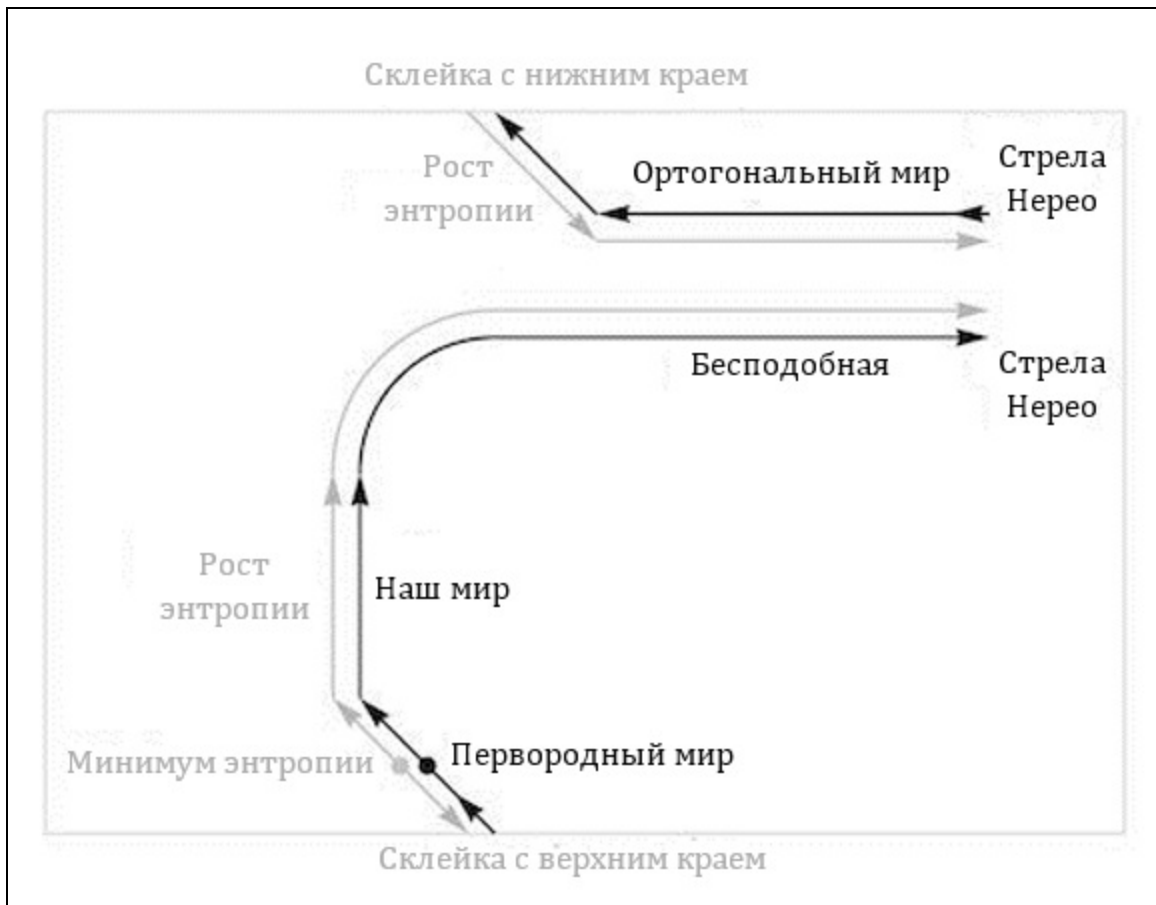 Склейка с нижним краем
Рост
энтропии
Ортогональный мир
Стрела
Нерео
Бесподобная
Стрела
Нерео
Рост
энтропии
Наш мир
Минимум энтропии
Первородный мир
Склейка с верхним краем